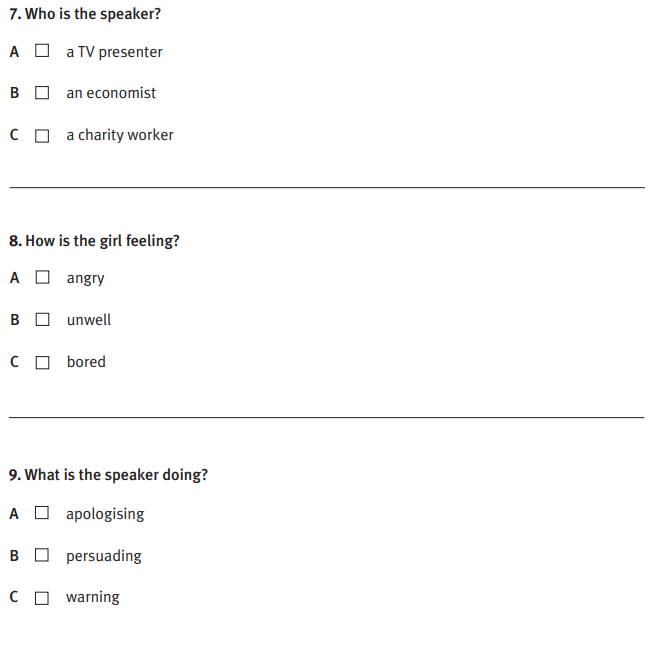 7. Who is the speaker?
A a TV presenter
B an economist
C a charity worker
8. How is the girl feeling?
A angry
B unwell
C bored
9. What is the speaker doing?
A apologising
B persuading
C warning